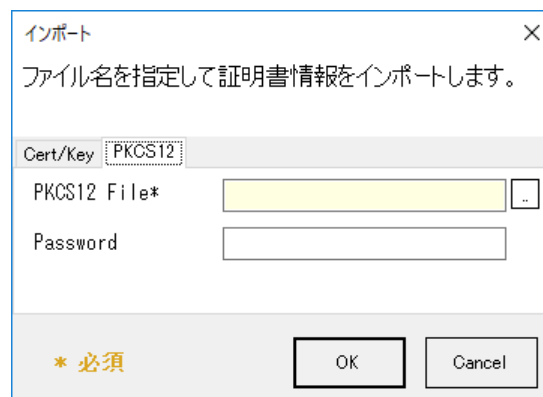 インポート
ファイル名を指定して証明書情報をインポートします。
Cert/Key PKCS12
PKCS12 File*
..
Password
* 必須
OK
Cancel